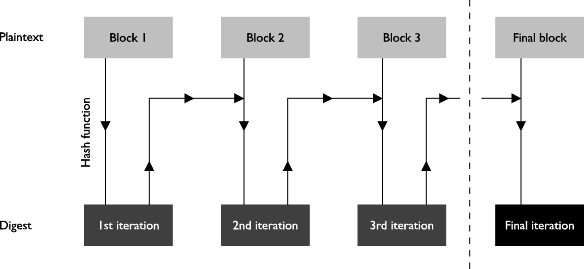 Plaintext
Block 1
Block 2
Block 3
Final block
Hash function
Digest
1st iteration
2nd iteration
3rd iteration
Final iteration